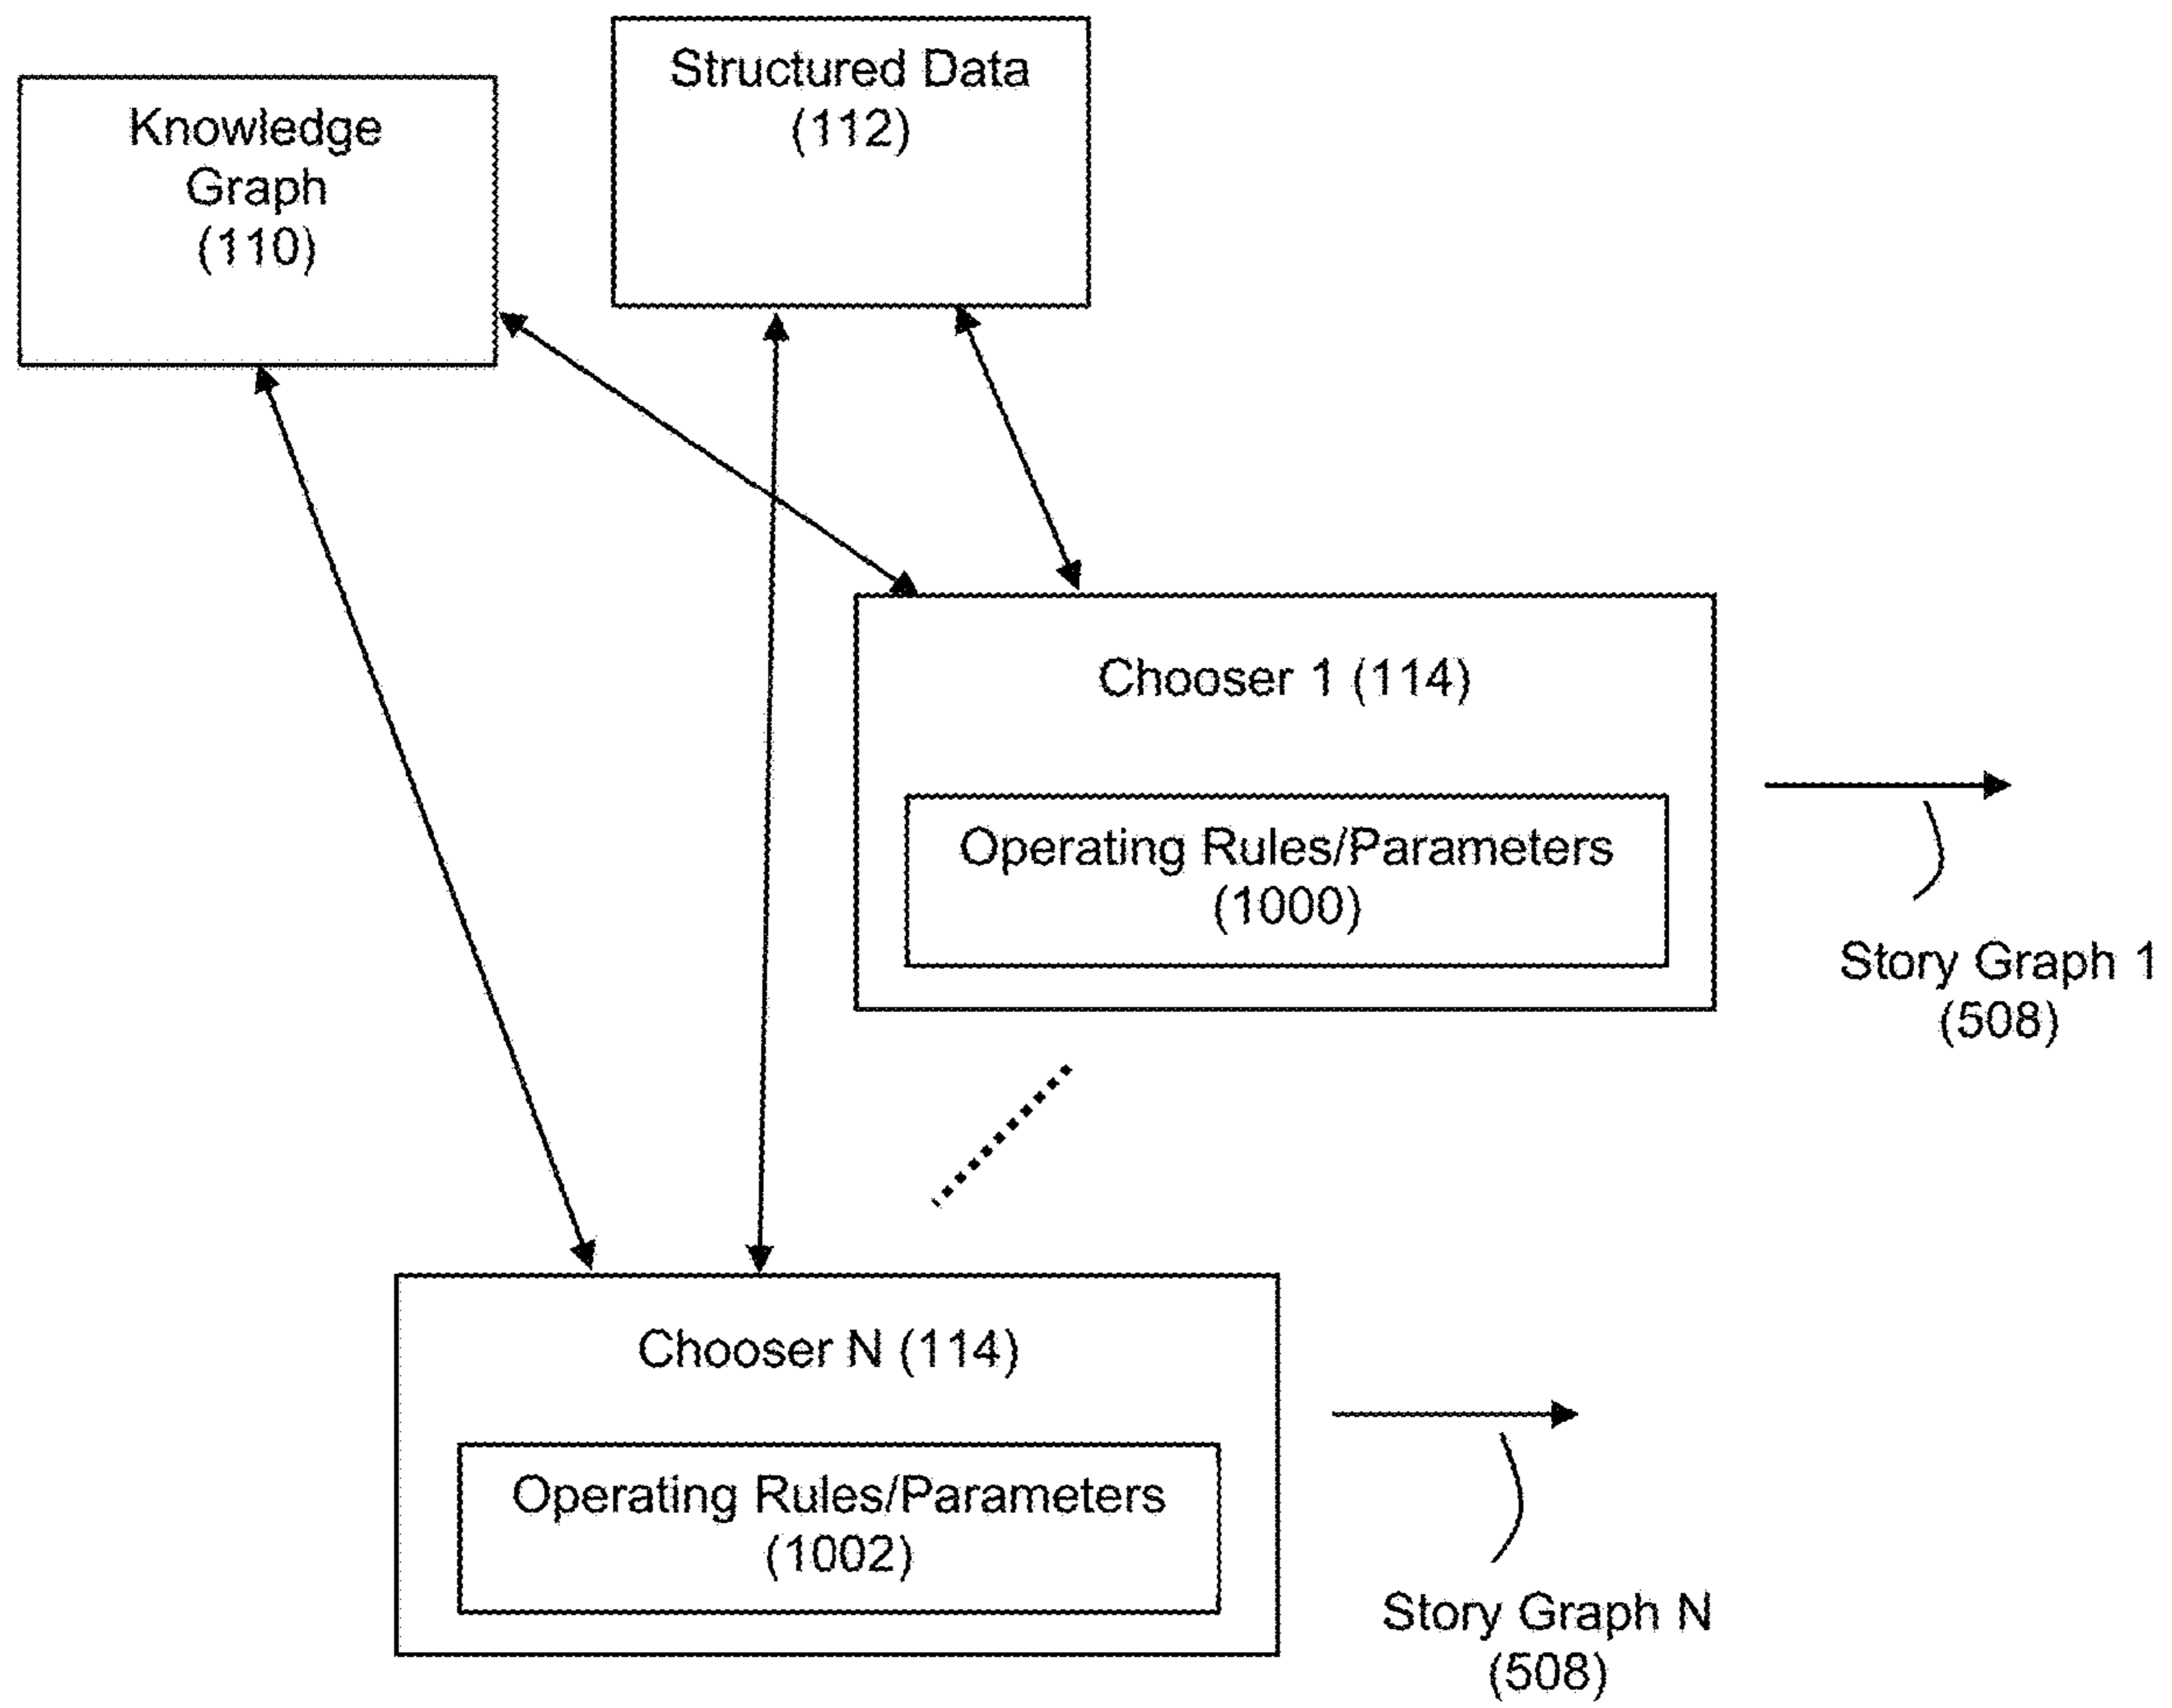 Structured Data
(112)
Knowledge
Graph
(110)
Chooser 1 (114)
Operating Rules/Parameters
(1000)
Story Graph 1
(508)
Chooser N (114)
Operating Rules/Parameters
(1002)
Story Graph N
(508)